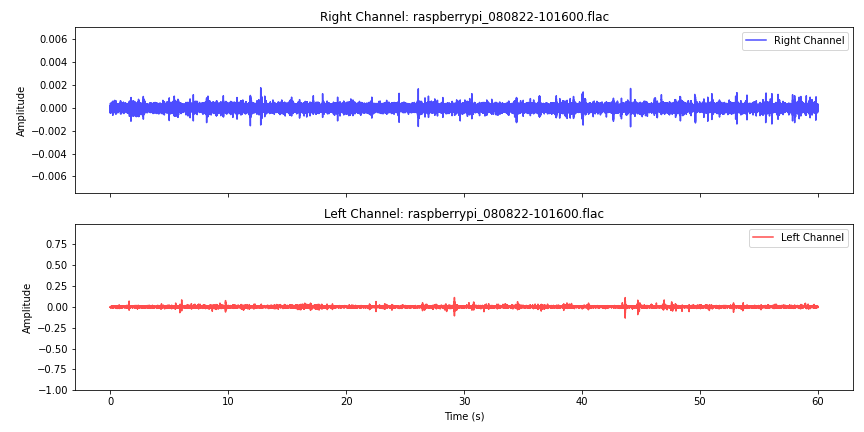 Right Channel: raspberrypi_080822-101600.flac
Right Channel
0.006
0.004
0.002
0.000
−0.002
−0.004
−0.006
Amplitude
Left Channel: raspberrypi_080822-101600.flac
Left Channel
0.75
0.50
0.25
0.00
−0.25
−0.50
−0.75
−1.00
Amplitude
0 10 20 30 40 50 60
Time (s)